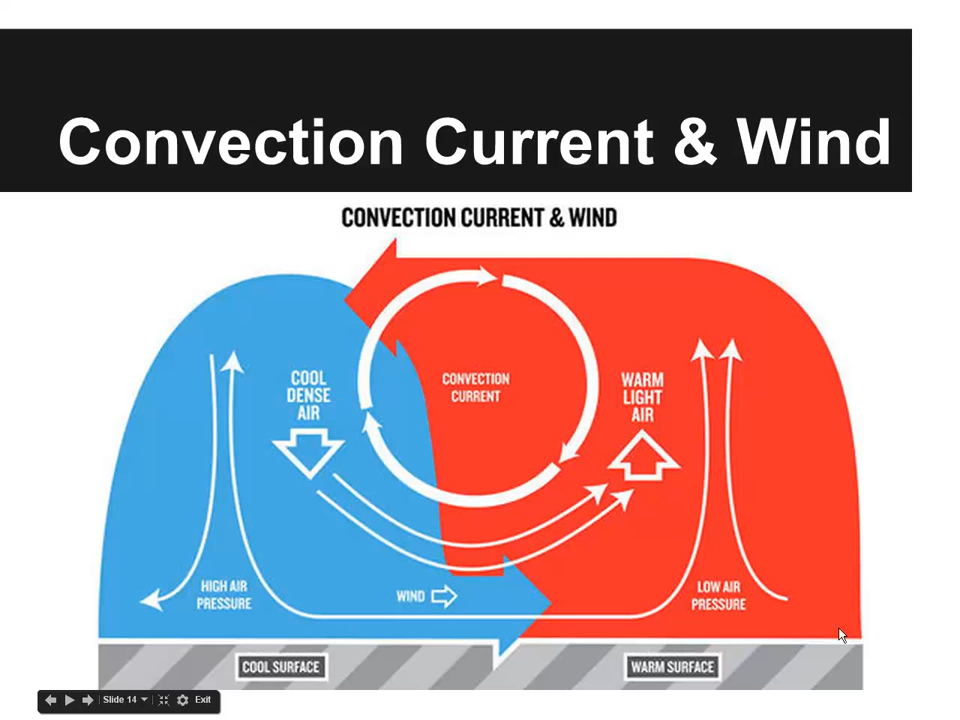 Convection Current & Wind
CONVECTION CURRENT & WIND
COOL
DENSE
AIR
CONVECTION
CURRENT
WARM
LIGHT
AIR
HIGH AIR
PRESSURE
WIND
LOW AIR
PRESSURE
COOL SURFACE
WARM SURFACE
Slide 14
Exit